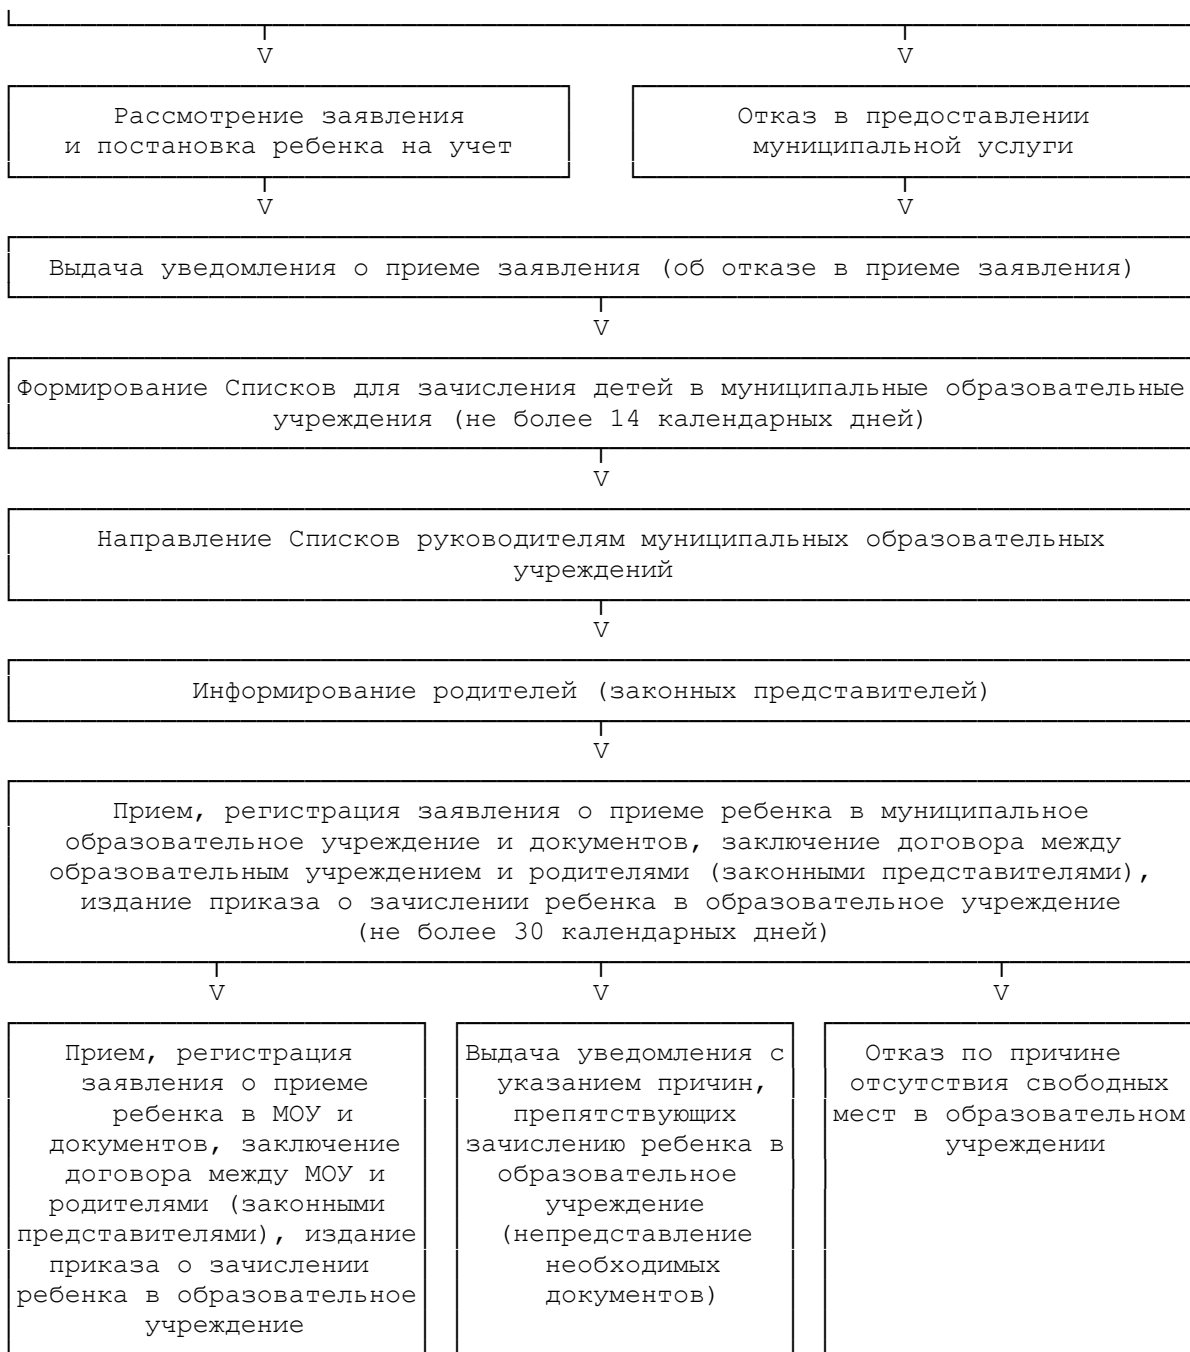 V
V
Рассмотрение заявления
и постановка ребенка на учет
Отказ в предоставлении
муниципальной услуги
V
V
Выдача уведомления о приеме заявления (об отказе в приеме заявления)
V
Формирование Списков для зачисления детей в муниципальные образовательные
учреждения (не более 14 календарных дней)
V
Направление Списков руководителям муниципальных образовательных
учреждений
V
Информирование родителей (законных представителей)
V
Прием, регистрация заявления о приеме ребенка в муниципальное
образовательное учреждение и документов, заключение договора между
образовательным учреждением и родителями (законными представителями),
издание приказа о зачислении ребенка в образовательное учреждение
(не более 30 календарных дней)
V
V
V
Прием, регистрация
заявления о приеме
ребенка в МОУ и
документов, заключение
договора между МОУ и
родителями (законными
представителями), издание
приказа о зачислении
ребенка в образовательное
учреждение
Выдача уведомления с
указанием причин,
препятствующих
зачислению ребенка в
образовательное
учреждение
(непредставление
необходимых
документов)
Отказ по причине
отсутствия свободных
мест в образовательном
учреждении